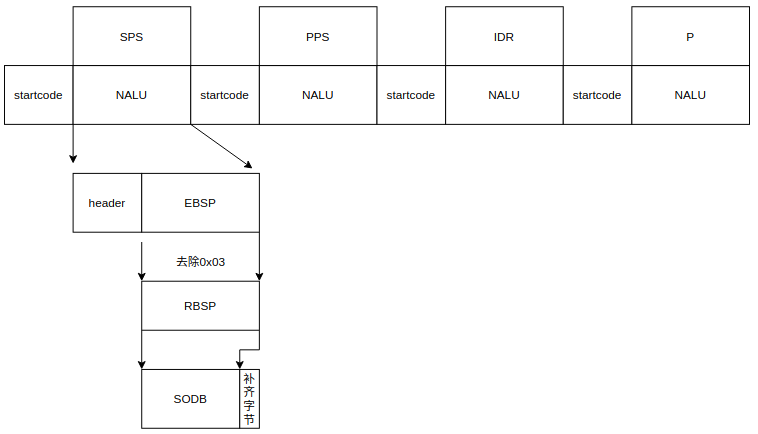 SPS PPS IDR P
startcode NALU startcode NALU startcode NALU startcode NALU
header EBSP
去除0x03
RBSP
SODB
补
齐
字
节